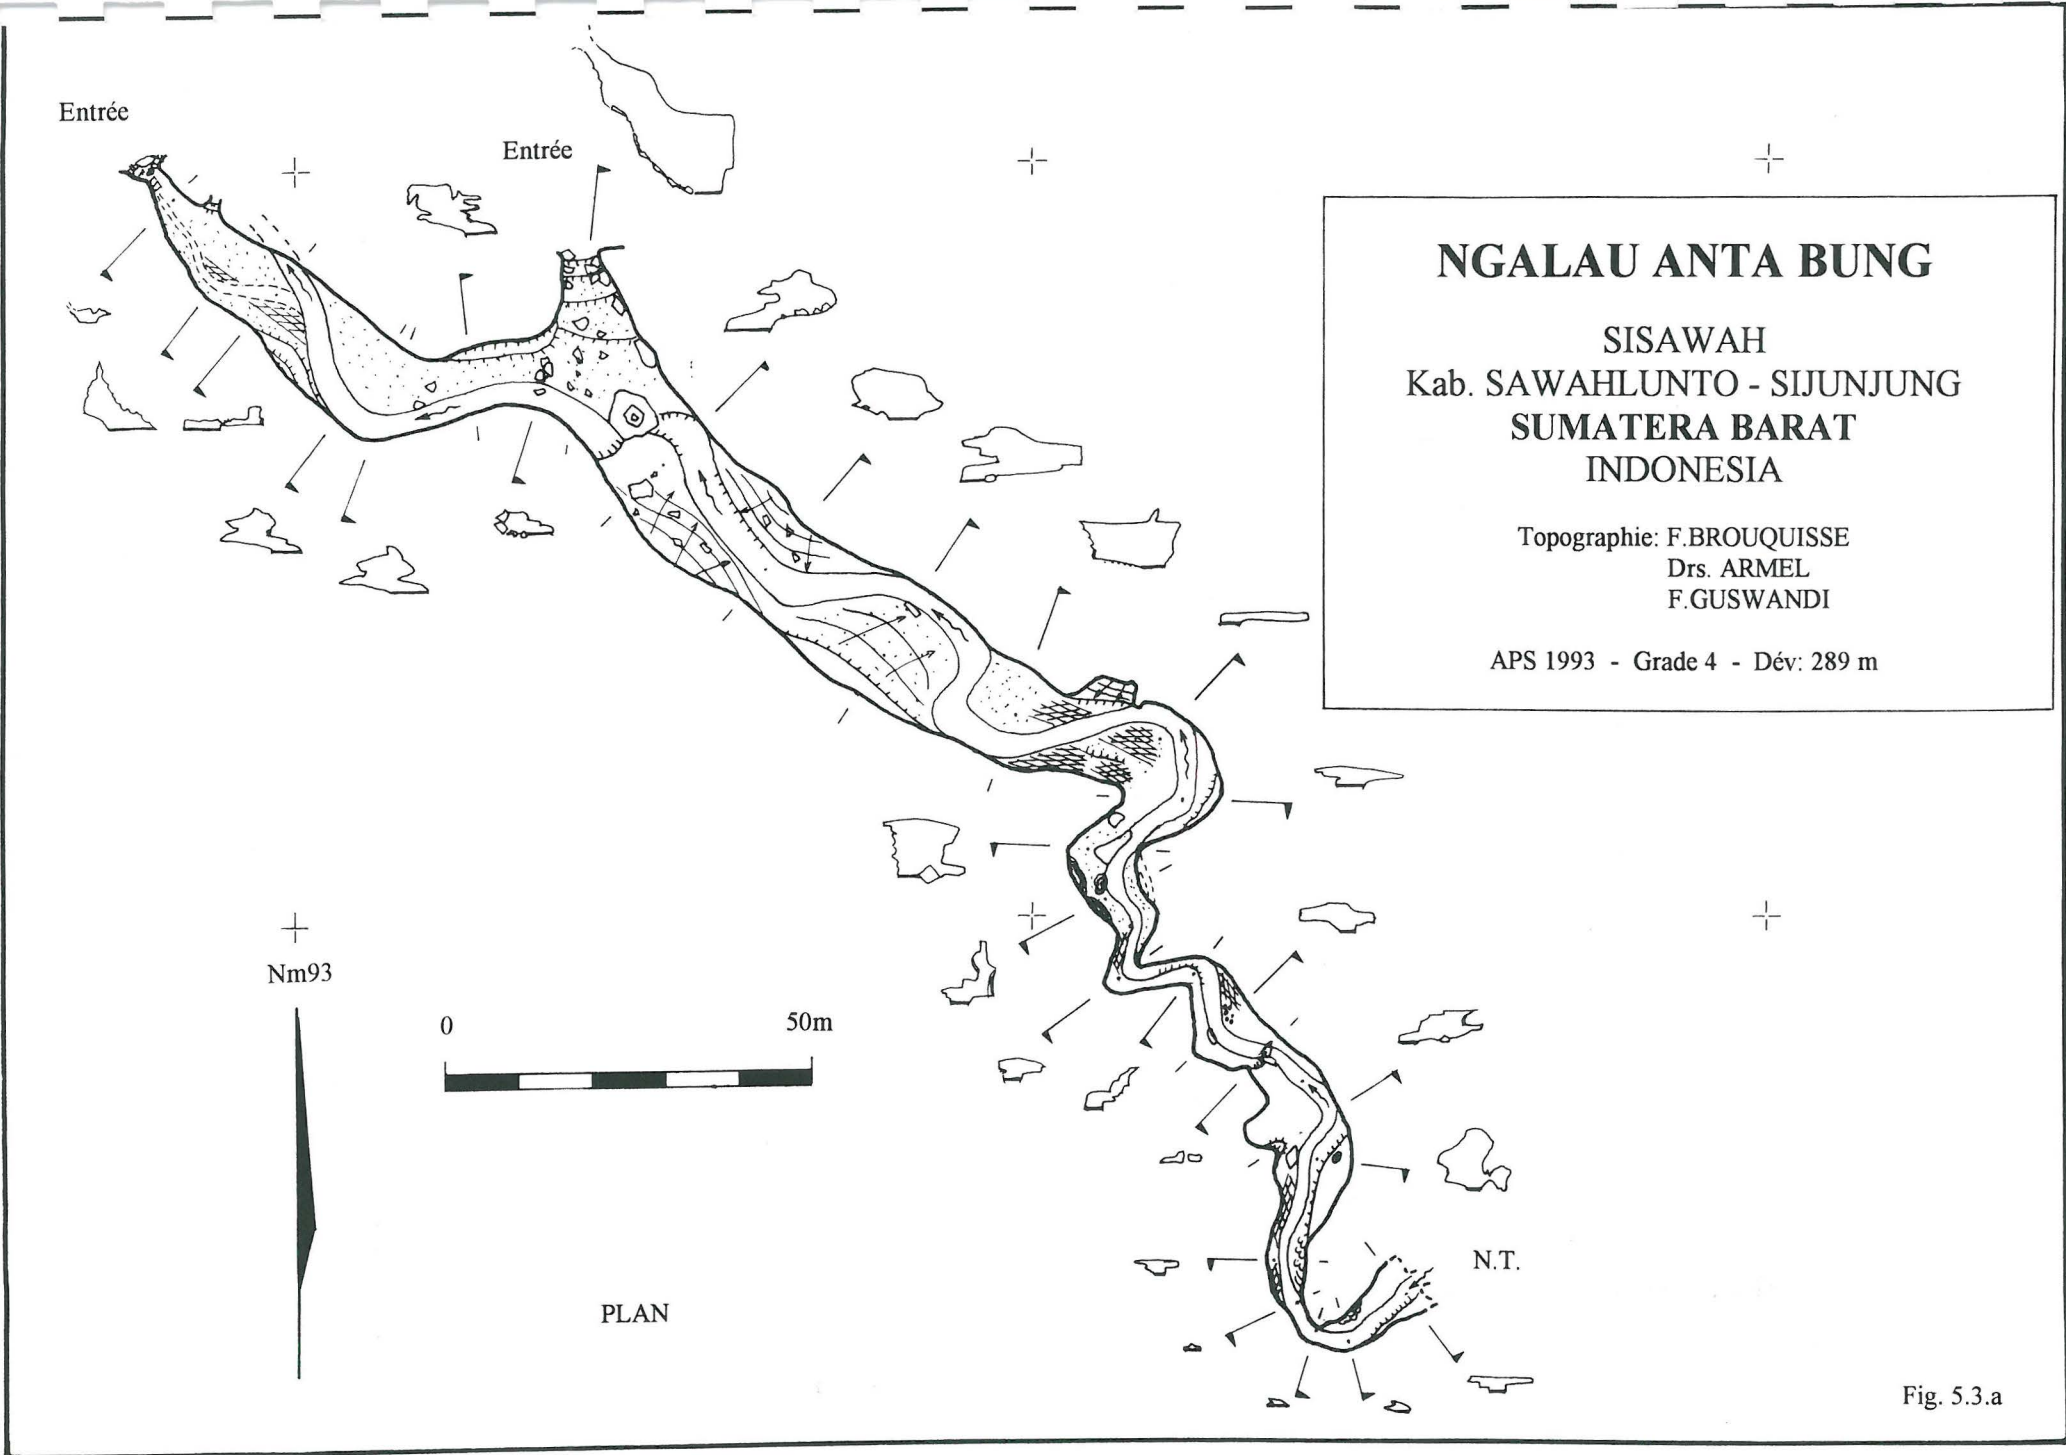 Entrée
Entrée
NGALAU ANTA BUNG
SISAWAH
Kab. SAWAHLUNTO - SIJUNJUNG
SUMATERA BARAT
INDONESIA
Topographie: F.BROUQUISSE
Drs. ARMEL
F.GUSWANDI
APS 1993 - Grade 4 - Dév: 289 m
Nm93
0
50m
N.T.
PLAN
Fig. 5.3.a